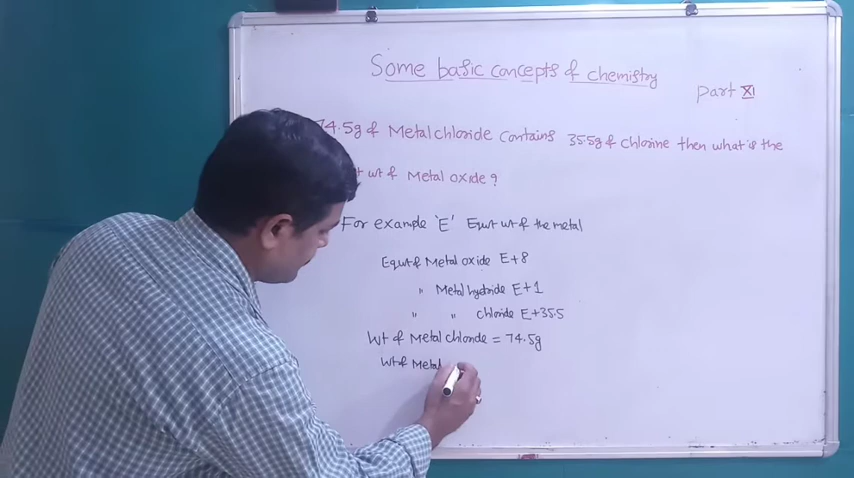 Some basic concepts of chemistry
Part XI
74.5g of Metal chloride contains 35.5g of chlorine then what is the
wt of Metal oxide?
For example 'E' Equt wt of the metal
Equt of Metal oxide E+8
" Metal hydride E+1
" " chloride E+35.5
Wt of Metal chloride = 74.5g
Wt of Metal